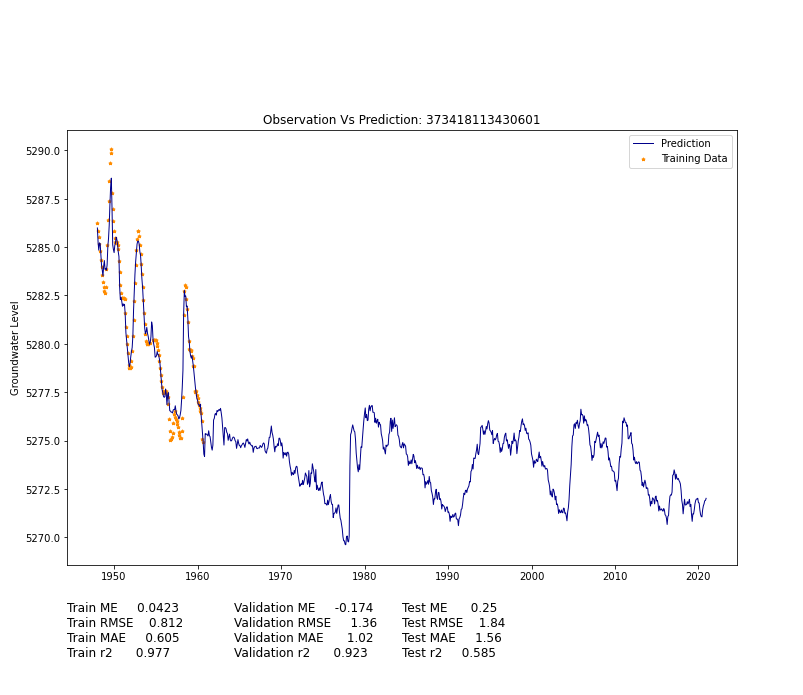 Observation Vs Prediction: 373418113430601
Prediction
Training Data
Groundwater Level
5290.0
5287.5
5285.0
5282.5
5280.0
5277.5
5275.0
5272.5
5270.0
1950 1960 1970 1980 1990 2000 2010 2020
Train ME 0.0423 Validation ME -0.174 Test ME 0.25
Train RMSE 0.812 Validation RMSE 1.36 Test RMSE 1.84
Train MAE 0.605 Validation MAE 1.02 Test MAE 1.56
Train r2 0.977 Validation r2 0.923 Test r2 0.585